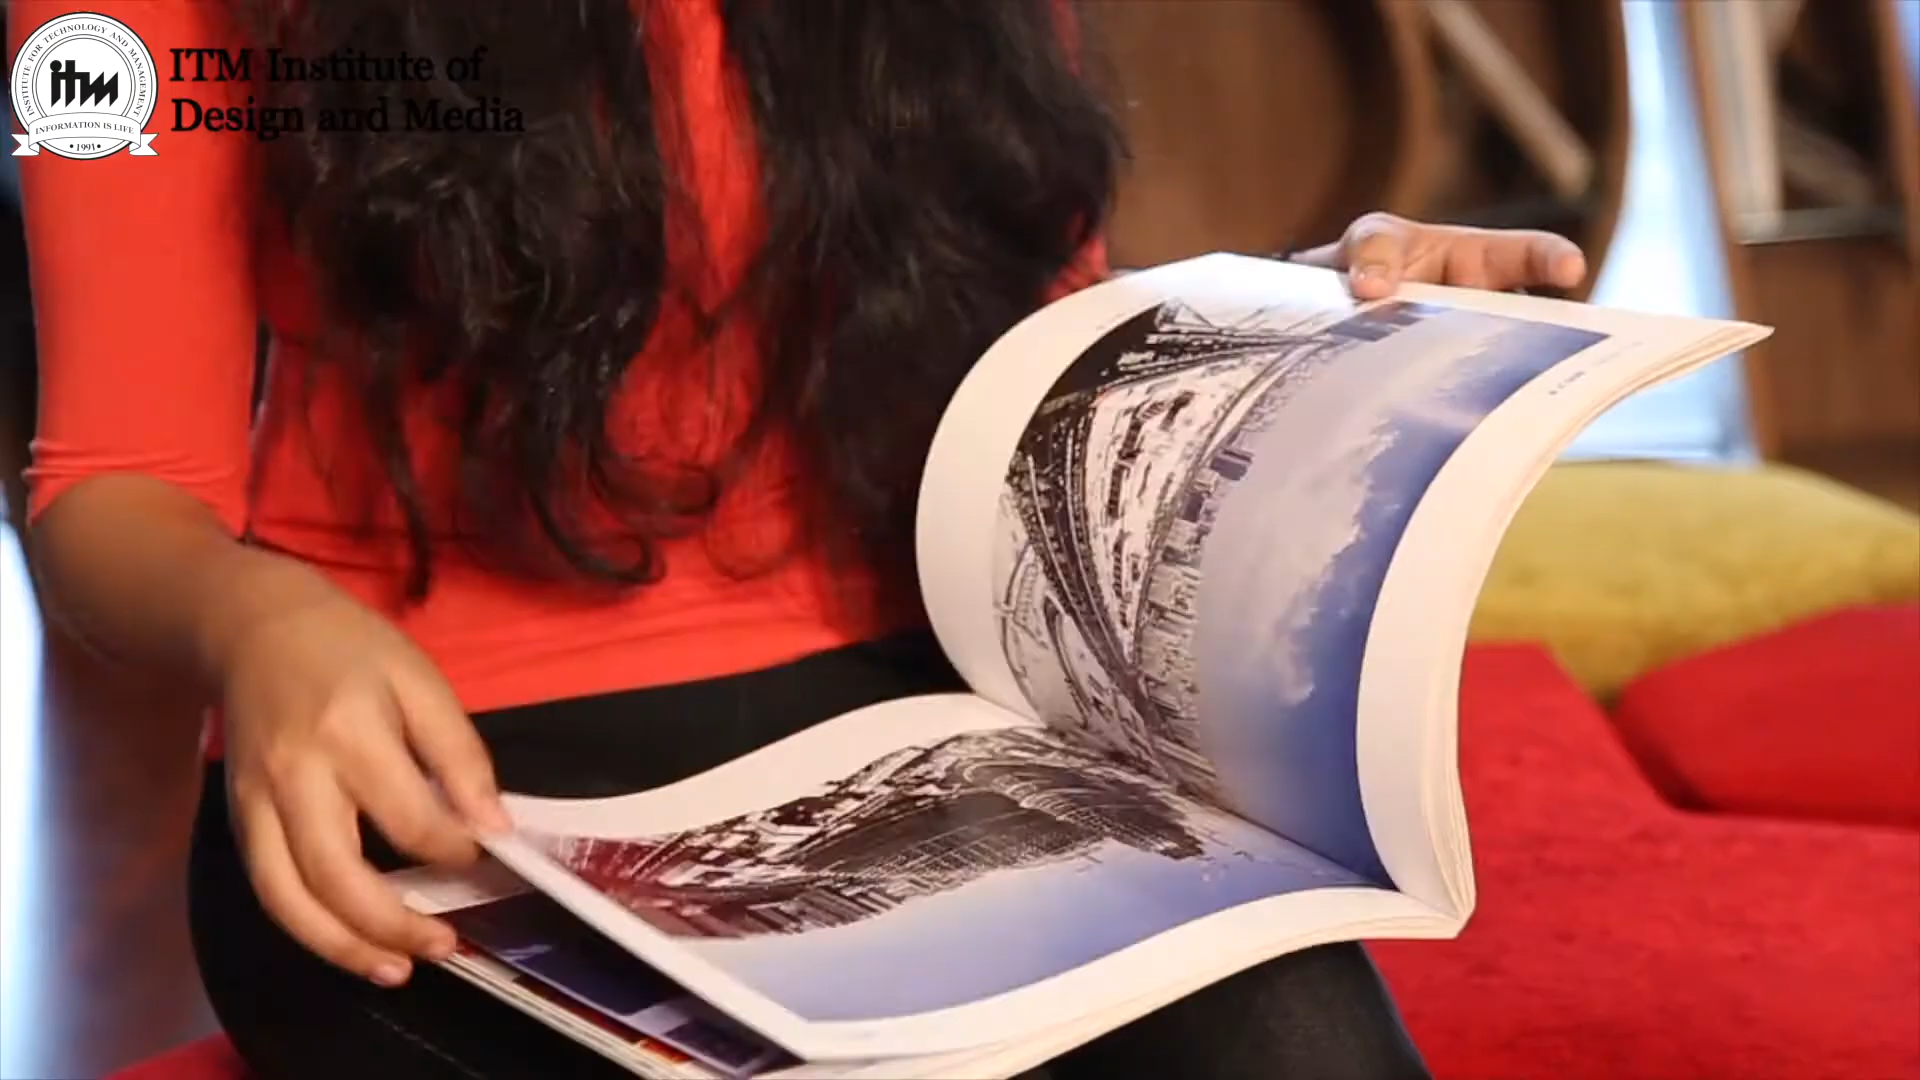 INSTITUTE FOR TECHNOLOGY AND MANAGEMENT
itm
INFORMATION IS LIFE
• 1991 •
ITM Institute of
Design and Media